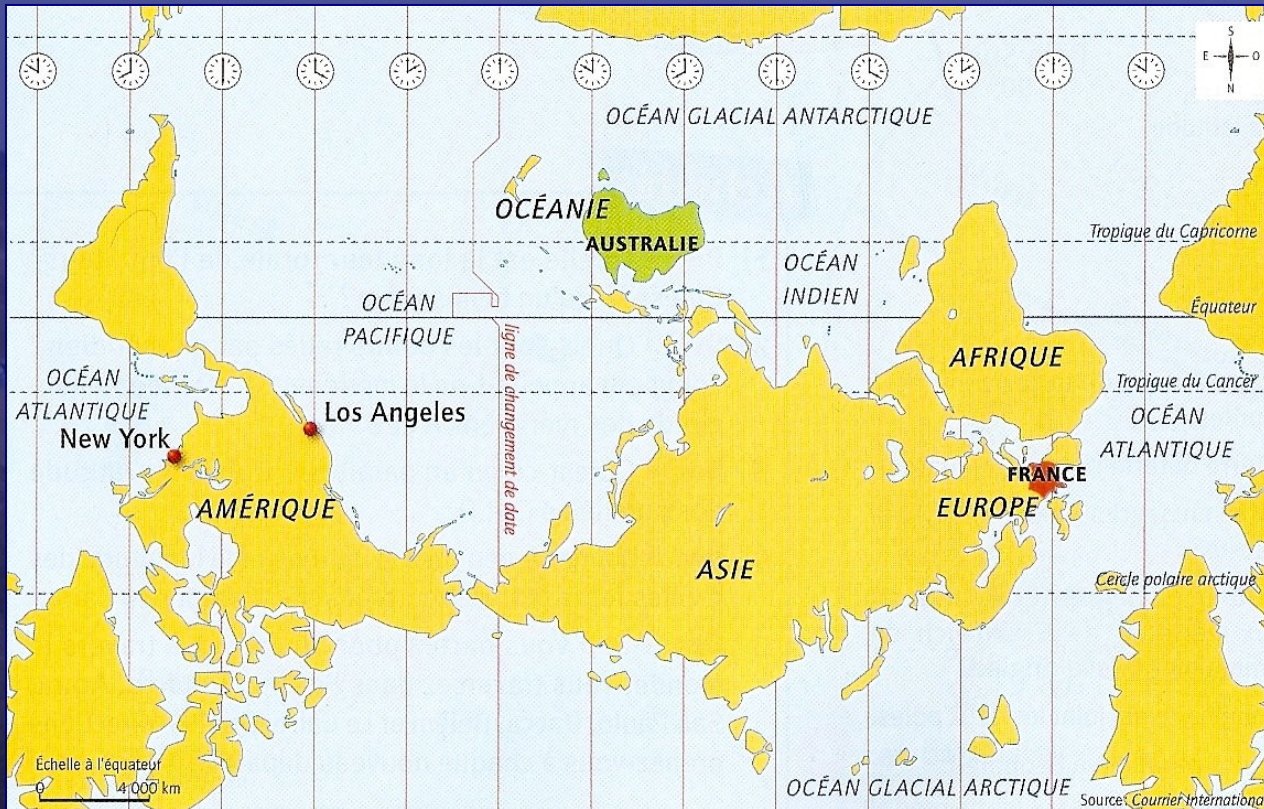 S
E
O
N
OCÉAN GLACIAL ANTARCTIQUE
OCÉANIE
AUSTRALIE
Tropique du Capricorne
OCÉAN
INDIEN
OCÉAN
PACIFIQUE
Équateur
ligne de changement de date
AFRIQUE
OCÉAN
ATLANTIQUE
Tropique du Cancer
Los Angeles
New York
OCÉAN
ATLANTIQUE
FRANCE
EUROPE
AMÉRIQUE
ASIE
Cercle polaire arctique
Échelle à l'équateur
0 4 000 km
OCÉAN GLACIAL ARCTIQUE
Source: Courrier Internationa